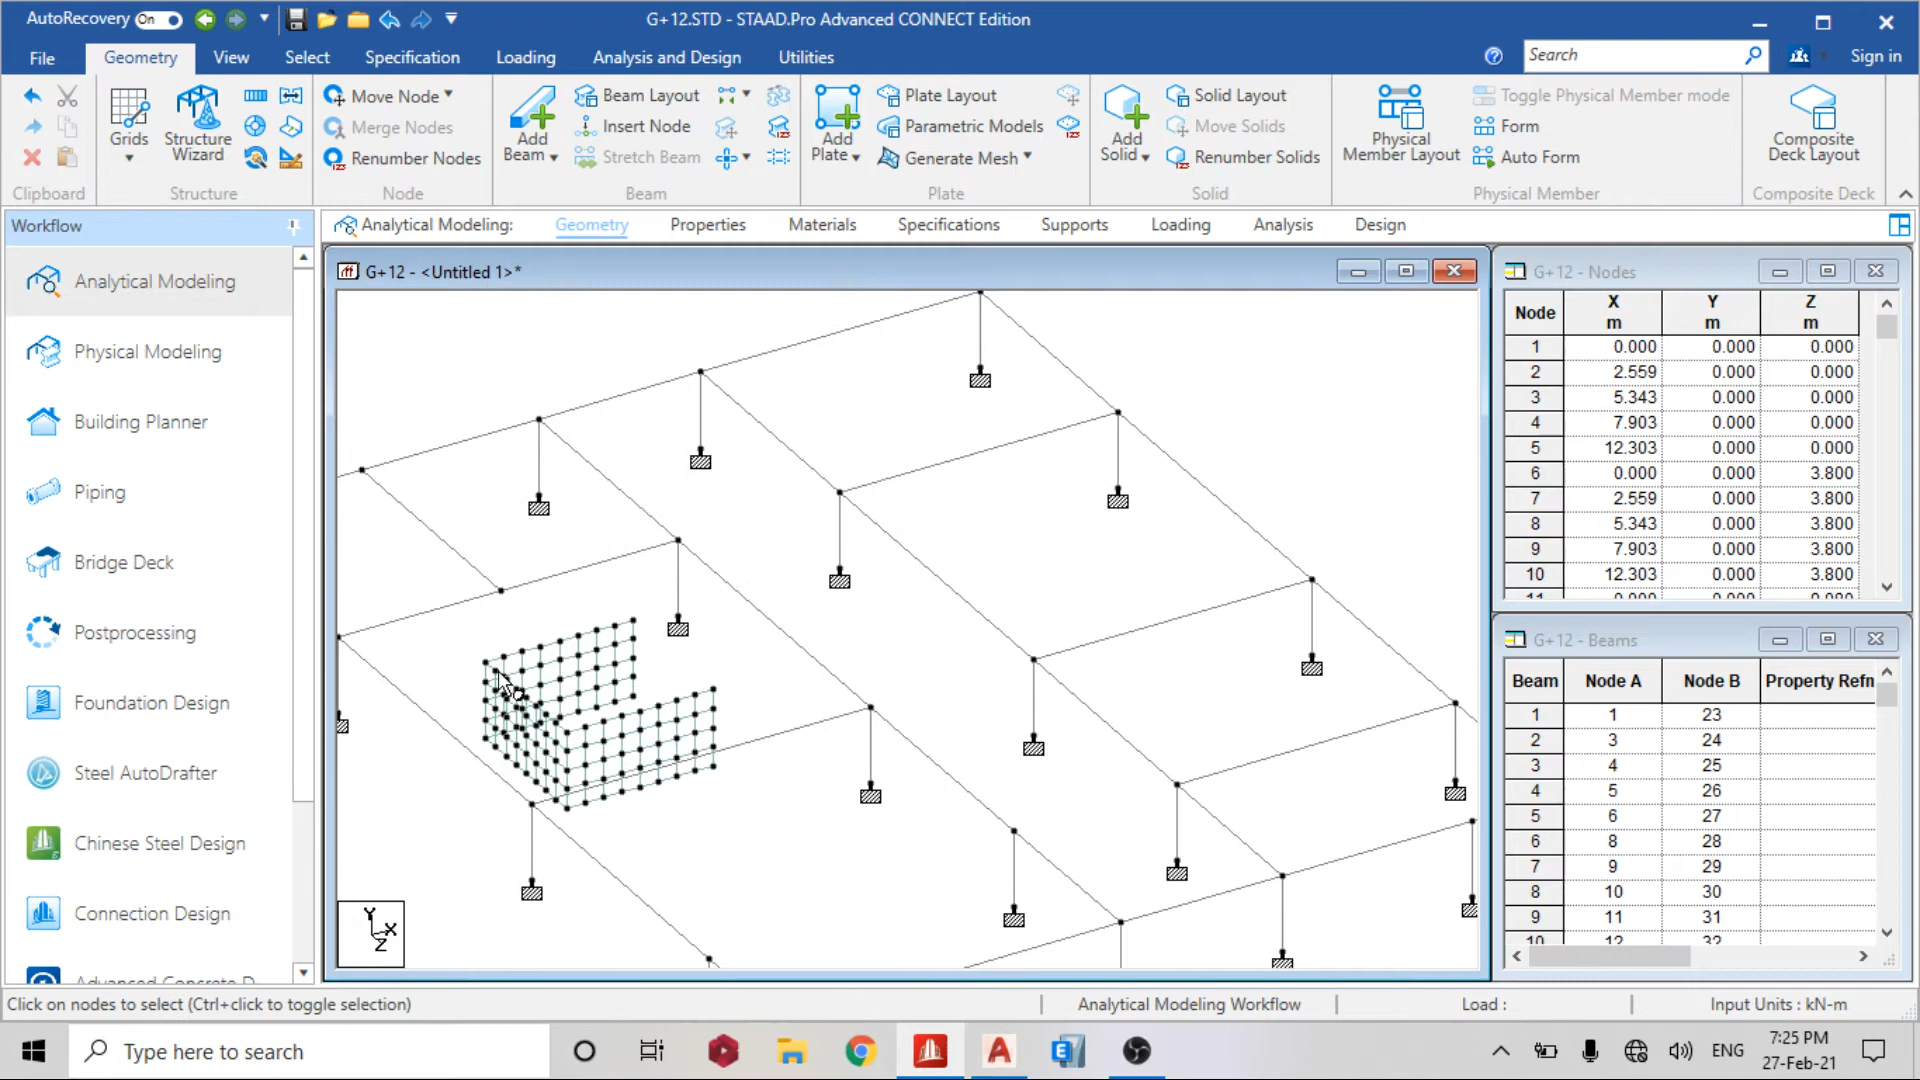 AutoRecovery On
G+12.STD - STAAD.Pro Advanced CONNECT Edition
File Geometry View Select Specification Loading Analysis and Design Utilities
Search
Sign in
Clipboard
Grids
Structure Wizard
Structure
Move Node
Merge Nodes
Renumber Nodes
Node
Add Beam
Beam Layout
Insert Node
Stretch Beam
Beam
Add Plate
Plate Layout
Parametric Models
Generate Mesh
Plate
Add Solid
Solid Layout
Move Solids
Renumber Solids
Solid
Physical Member Layout
Toggle Physical Member mode
Form
Auto Form
Physical Member
Composite Deck Layout
Composite Deck
Workflow
Analytical Modeling
Physical Modeling
Building Planner
Piping
Bridge Deck
Postprocessing
Foundation Design
Steel AutoDrafter
Chinese Steel Design
Connection Design
Analytical Modeling: Geometry Properties Materials Specifications Supports Loading Analysis Design
G+12 - <Untitled 1>*
Y
X
Z
G+12 - Nodes
Node X m Y m Z m
1 0.000 0.000 0.000
2 2.559 0.000 0.000
3 5.343 0.000 0.000
4 7.903 0.000 0.000
5 12.303 0.000 0.000
6 0.000 0.000 3.800
7 2.559 0.000 3.800
8 5.343 0.000 3.800
9 7.903 0.000 3.800
10 12.303 0.000 3.800
G+12 - Beams
Beam Node A Node B Property Refn
1 1 23
2 3 24
3 4 25
4 5 26
5 6 27
6 8 28
7 9 29
8 10 30
9 11 31
10 12 32
Click on nodes to select (Ctrl+click to toggle selection)
Analytical Modeling Workflow
Load :
Input Units : kN-m
Type here to search
ENG
7:25 PM
27-Feb-21